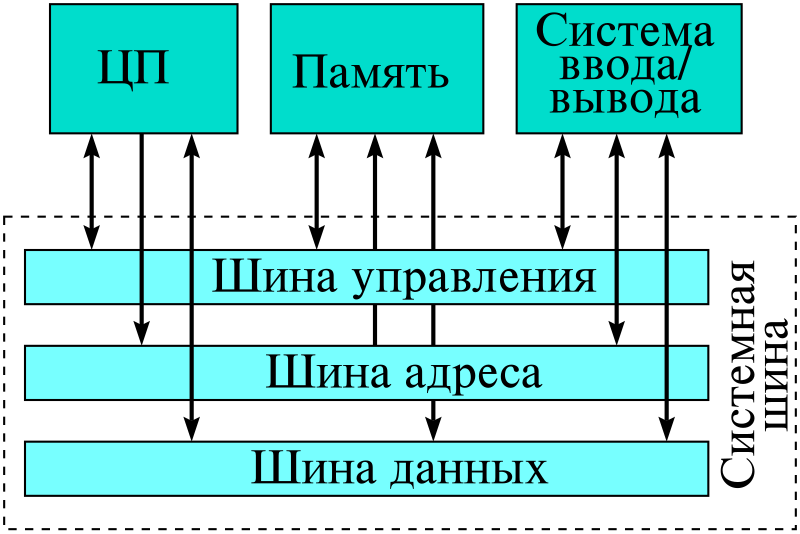 ЦП
Память
Система
ввода/
вывода
Шина управления
Шина адреса
Шина данных
Системная
шина